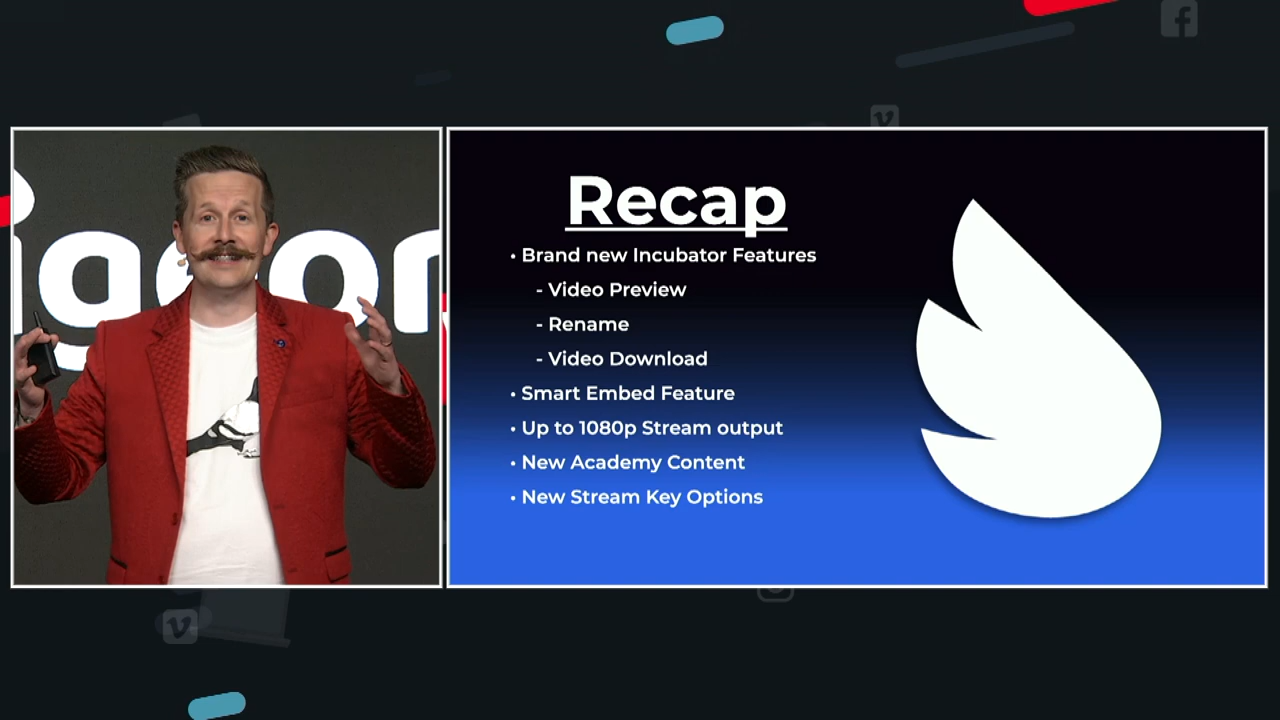 igeon
Recap
• Brand new Incubator Features
- Video Preview
- Rename
- Video Download
• Smart Embed Feature
• Up to 1080p Stream output
• New Academy Content
• New Stream Key Options